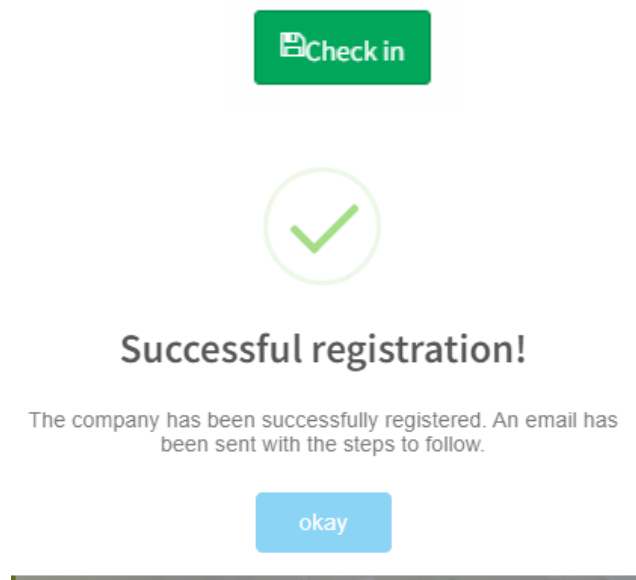 Check in
Successful registration!
The company has been successfully registered. An email has
been sent with the steps to follow.
okay